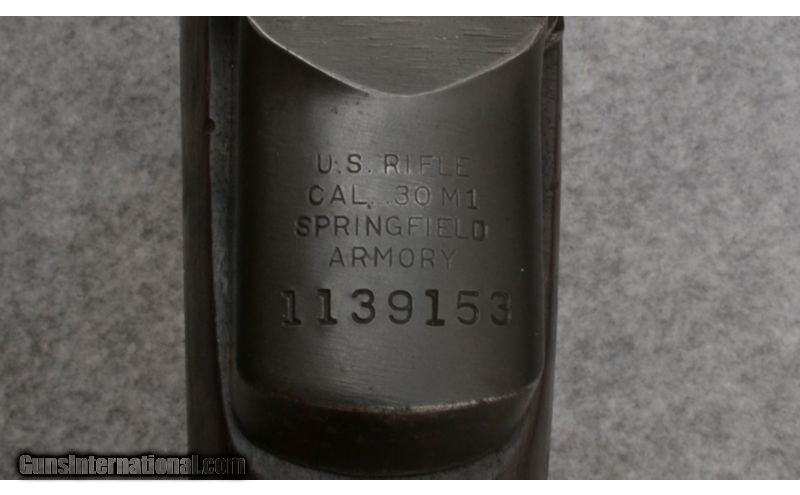 U.S. RIFLE
CAL. .30 M1
SPRINGFIELD
ARMORY
1139153
GunsInternational.com